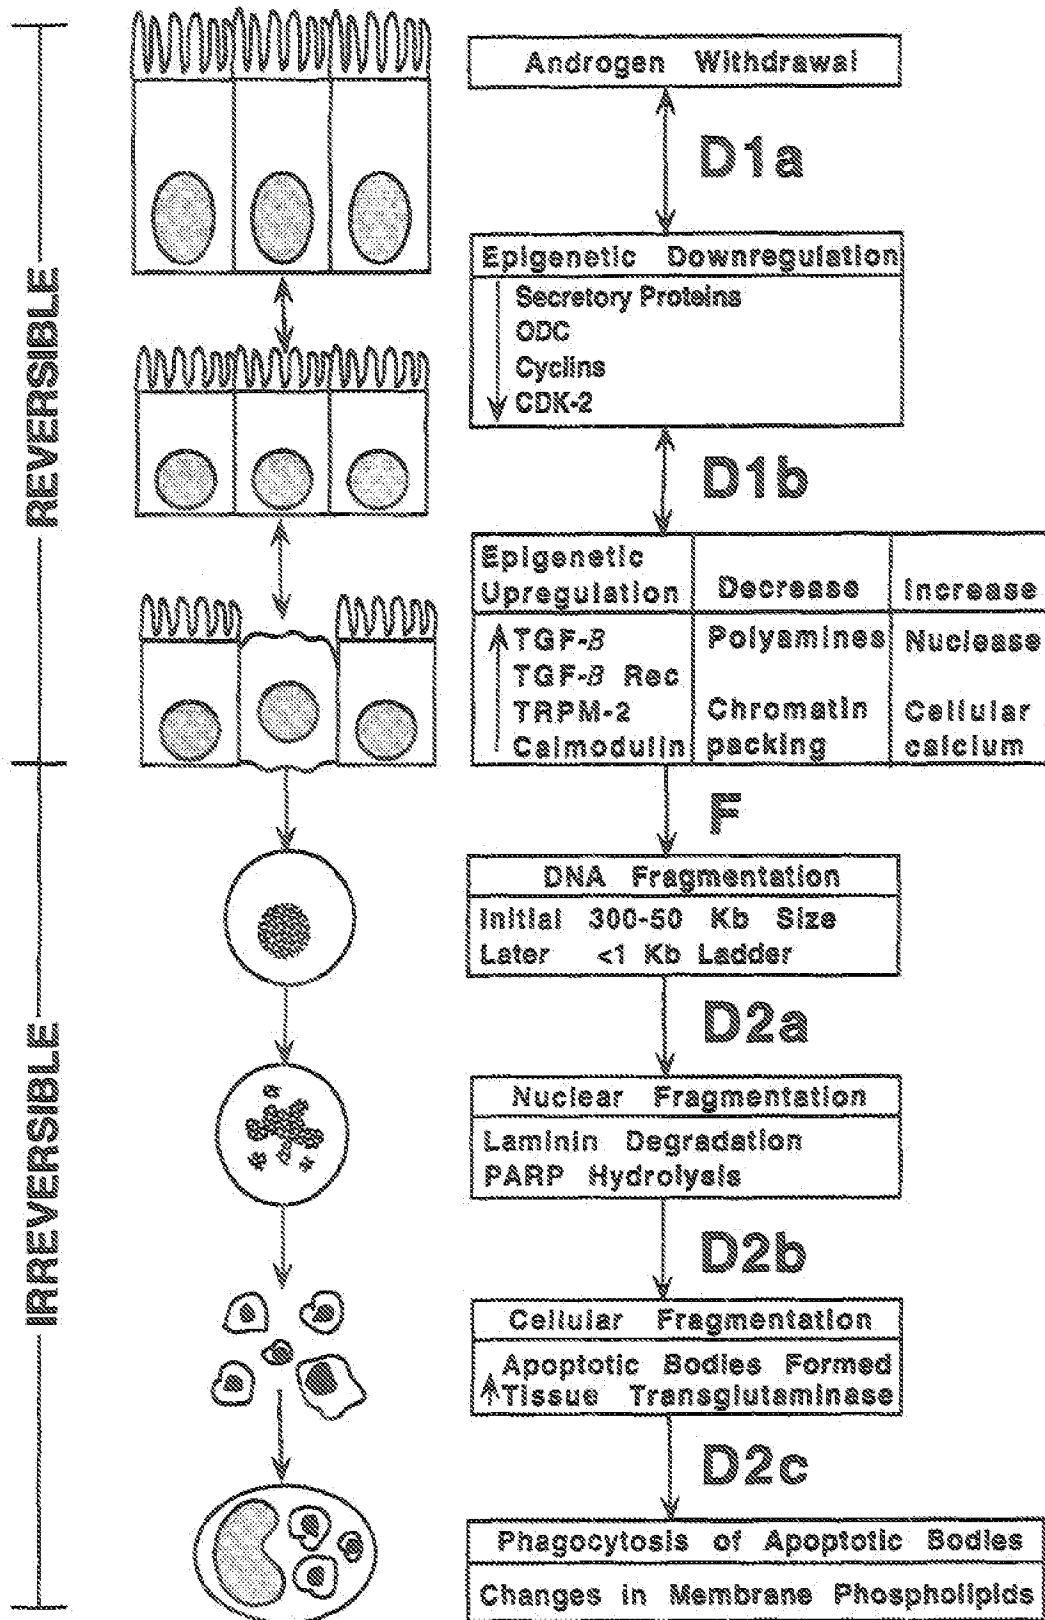 REVERSIBLE
IRREVERSIBLE
Androgen Withdrawal
D1a
Epigenetic Downregulation
Secretory Proteins
ODC
Cyclins
CDK-2
D1b
Epigenetic
Upregulation
TGF-β
TGF-β Rec
TRPM-2
Calmodulin
Decrease
Polyamines
Chromatin
packing
Increase
Nuclease
Cellular
calcium
F
DNA Fragmentation
Initial 300-50 Kb Size
Later <1 Kb Ladder
D2a
Nuclear Fragmentation
Laminin Degradation
PARP Hydrolysis
D2b
Cellular Fragmentation
Apoptotic Bodies Formed
Tissue Transglutaminase
D2c
Phagocytosis of Apoptotic Bodies
Changes in Membrane Phospholipids